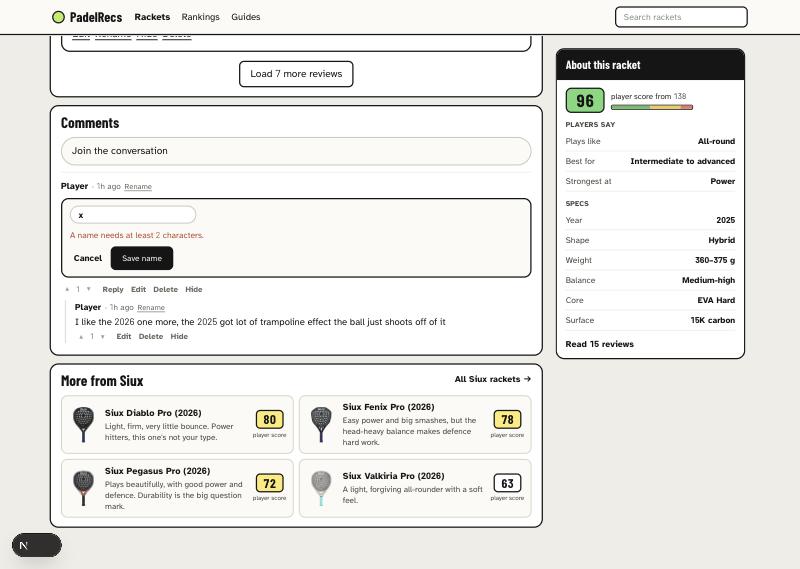 PadelRecs
Rackets
Rankings
Guides
Search rackets
Load 7 more reviews
Comments
Join the conversation
Player · 1h ago Rename
x
A name needs at least 2 characters.
Cancel
Save name
▲ 1 ▼ Reply Edit Delete Hide
Player · 1h ago Rename
I like the 2026 one more, the 2025 got lot of trampoline effect the ball just shoots off of it
▲ 1 ▼ Edit Delete Hide
More from Siux
All Siux rackets →
Siux Diablo Pro (2026)
Light, firm, very little bounce. Power
hitters, this one's not your type.
80
player score
Siux Fenix Pro (2026)
Easy power and big smashes, but the
head-heavy balance makes defence
hard work.
78
player score
Siux Pegasus Pro (2026)
Plays beautifully, with good power and
defence. Durability is the big question
mark.
72
player score
Siux Valkiria Pro (2026)
A light, forgiving all-rounder with a soft
feel.
63
player score
About this racket
96
player score from 138
PLAYERS SAY
Plays like All-round
Best for Intermediate to advanced
Strongest at Power
SPECS
Year 2025
Shape Hybrid
Weight 360–375 g
Balance Medium-high
Core EVA Hard
Surface 15K carbon
Read 15 reviews
N